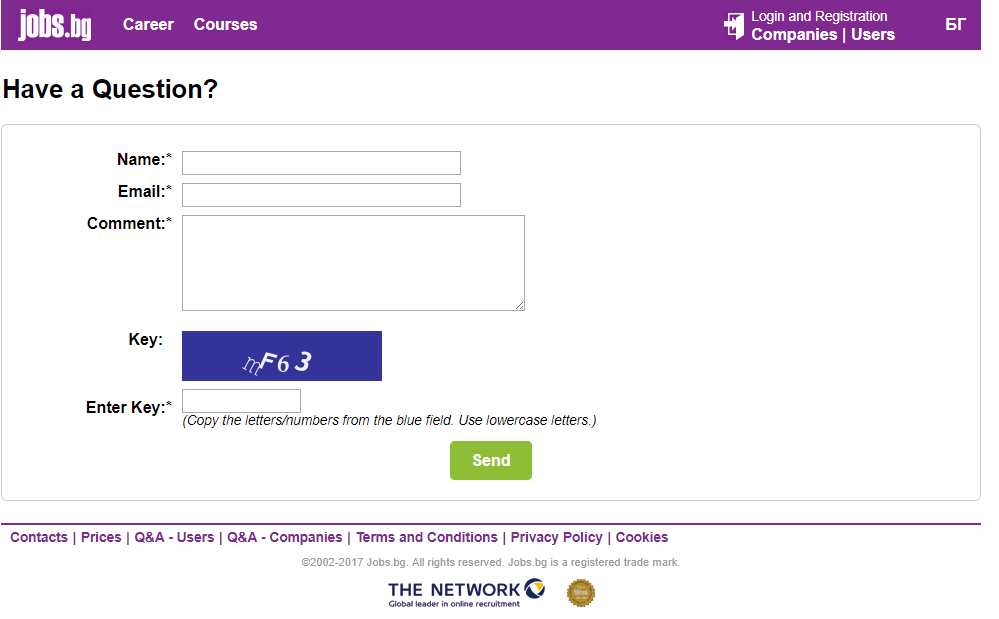 jobs.bg Career Courses Login and Registration БГ
Companies | Users
Have a Question?
Name:*
Email:*
Comment:*
Key: mF63
Enter Key:*
(Copy the letters/numbers from the blue field. Use lowercase letters.)
Send
Contacts | Prices | Q&A - Users | Q&A - Companies | Terms and Conditions | Privacy Policy | Cookies
©2002-2017 Jobs.bg. All rights reserved. Jobs.bg is a registered trade mark.
THE NETWORK
Global leader in online recruitment